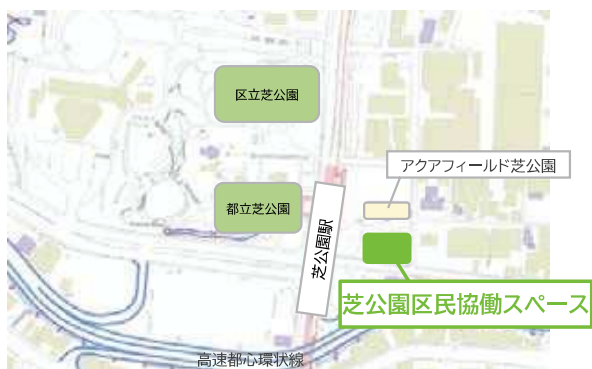 区立芝公園
アクアフィールド芝公園
都立芝公園
芝公園駅
芝公園区民協働スペース
高速都心環状線